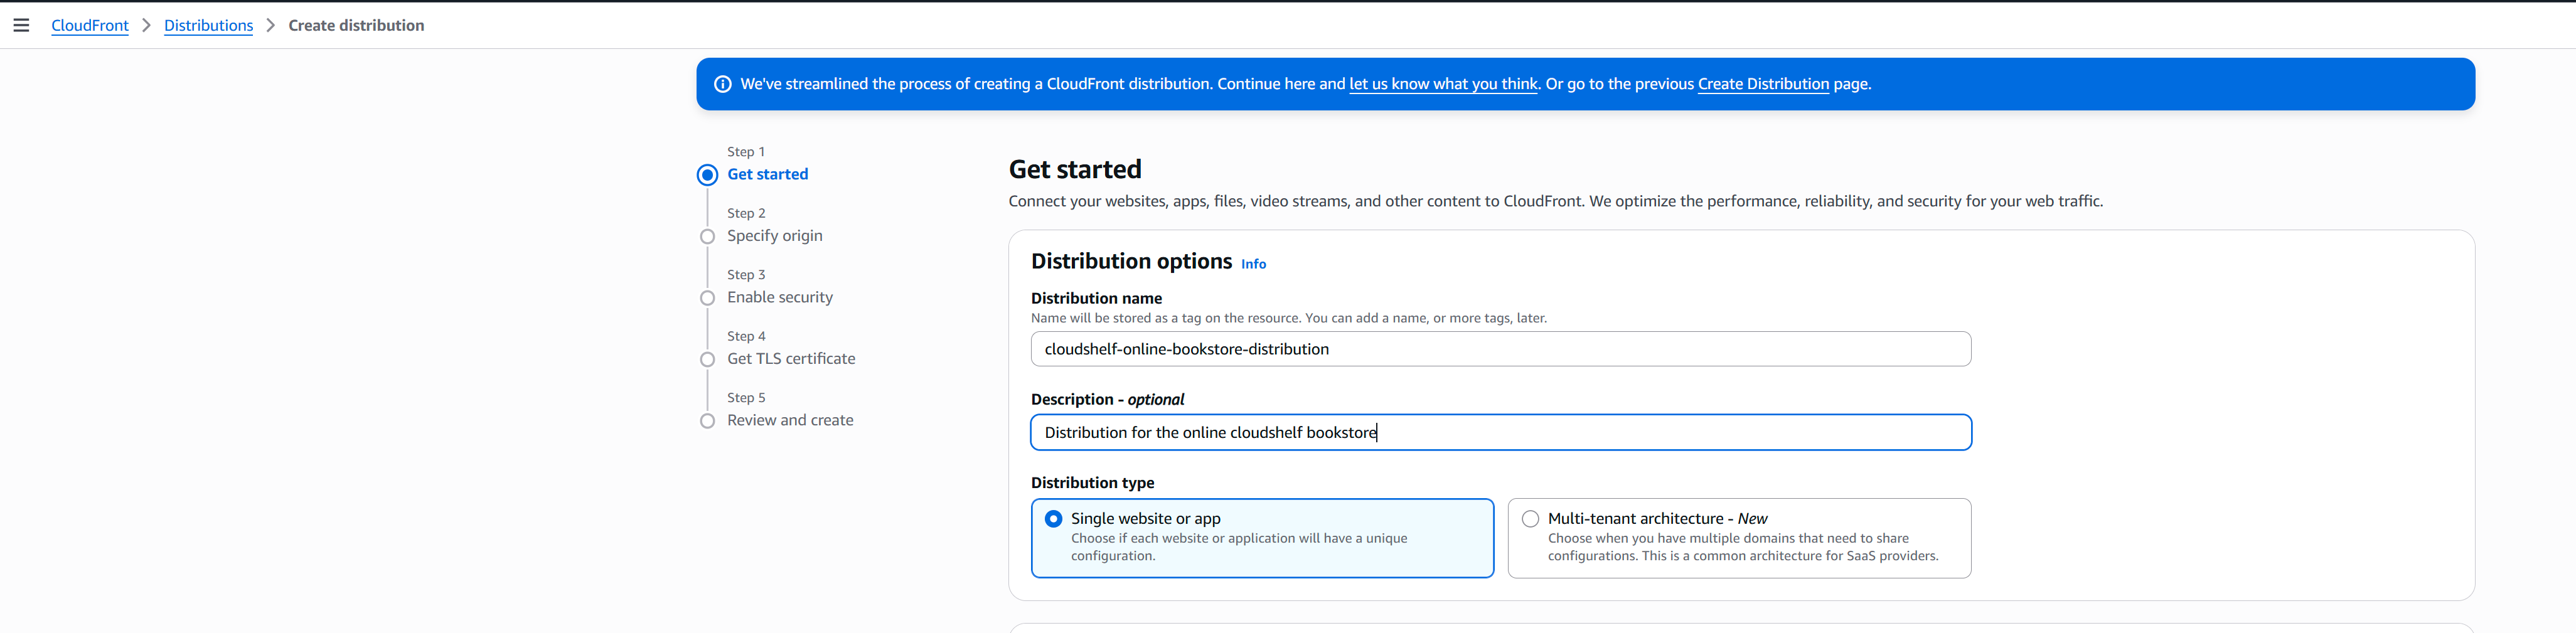 CloudFront > Distributions > Create distribution
We've streamlined the process of creating a CloudFront distribution. Continue here and let us know what you think. Or go to the previous Create Distribution page.
Step 1
Get started
Step 2
Specify origin
Step 3
Enable security
Step 4
Get TLS certificate
Step 5
Review and create
Get started
Connect your websites, apps, files, video streams, and other content to CloudFront. We optimize the performance, reliability, and security for your web traffic.
Distribution options Info
Distribution name
Name will be stored as a tag on the resource. You can add a name, or more tags, later.
cloudshelf-online-bookstore-distribution
Description - optional
Distribution for the online cloudshelf bookstore
Distribution type
Single website or app
Choose if each website or application will have a unique
configuration.
Multi-tenant architecture - New
Choose when you have multiple domains that need to share
configurations. This is a common architecture for SaaS providers.